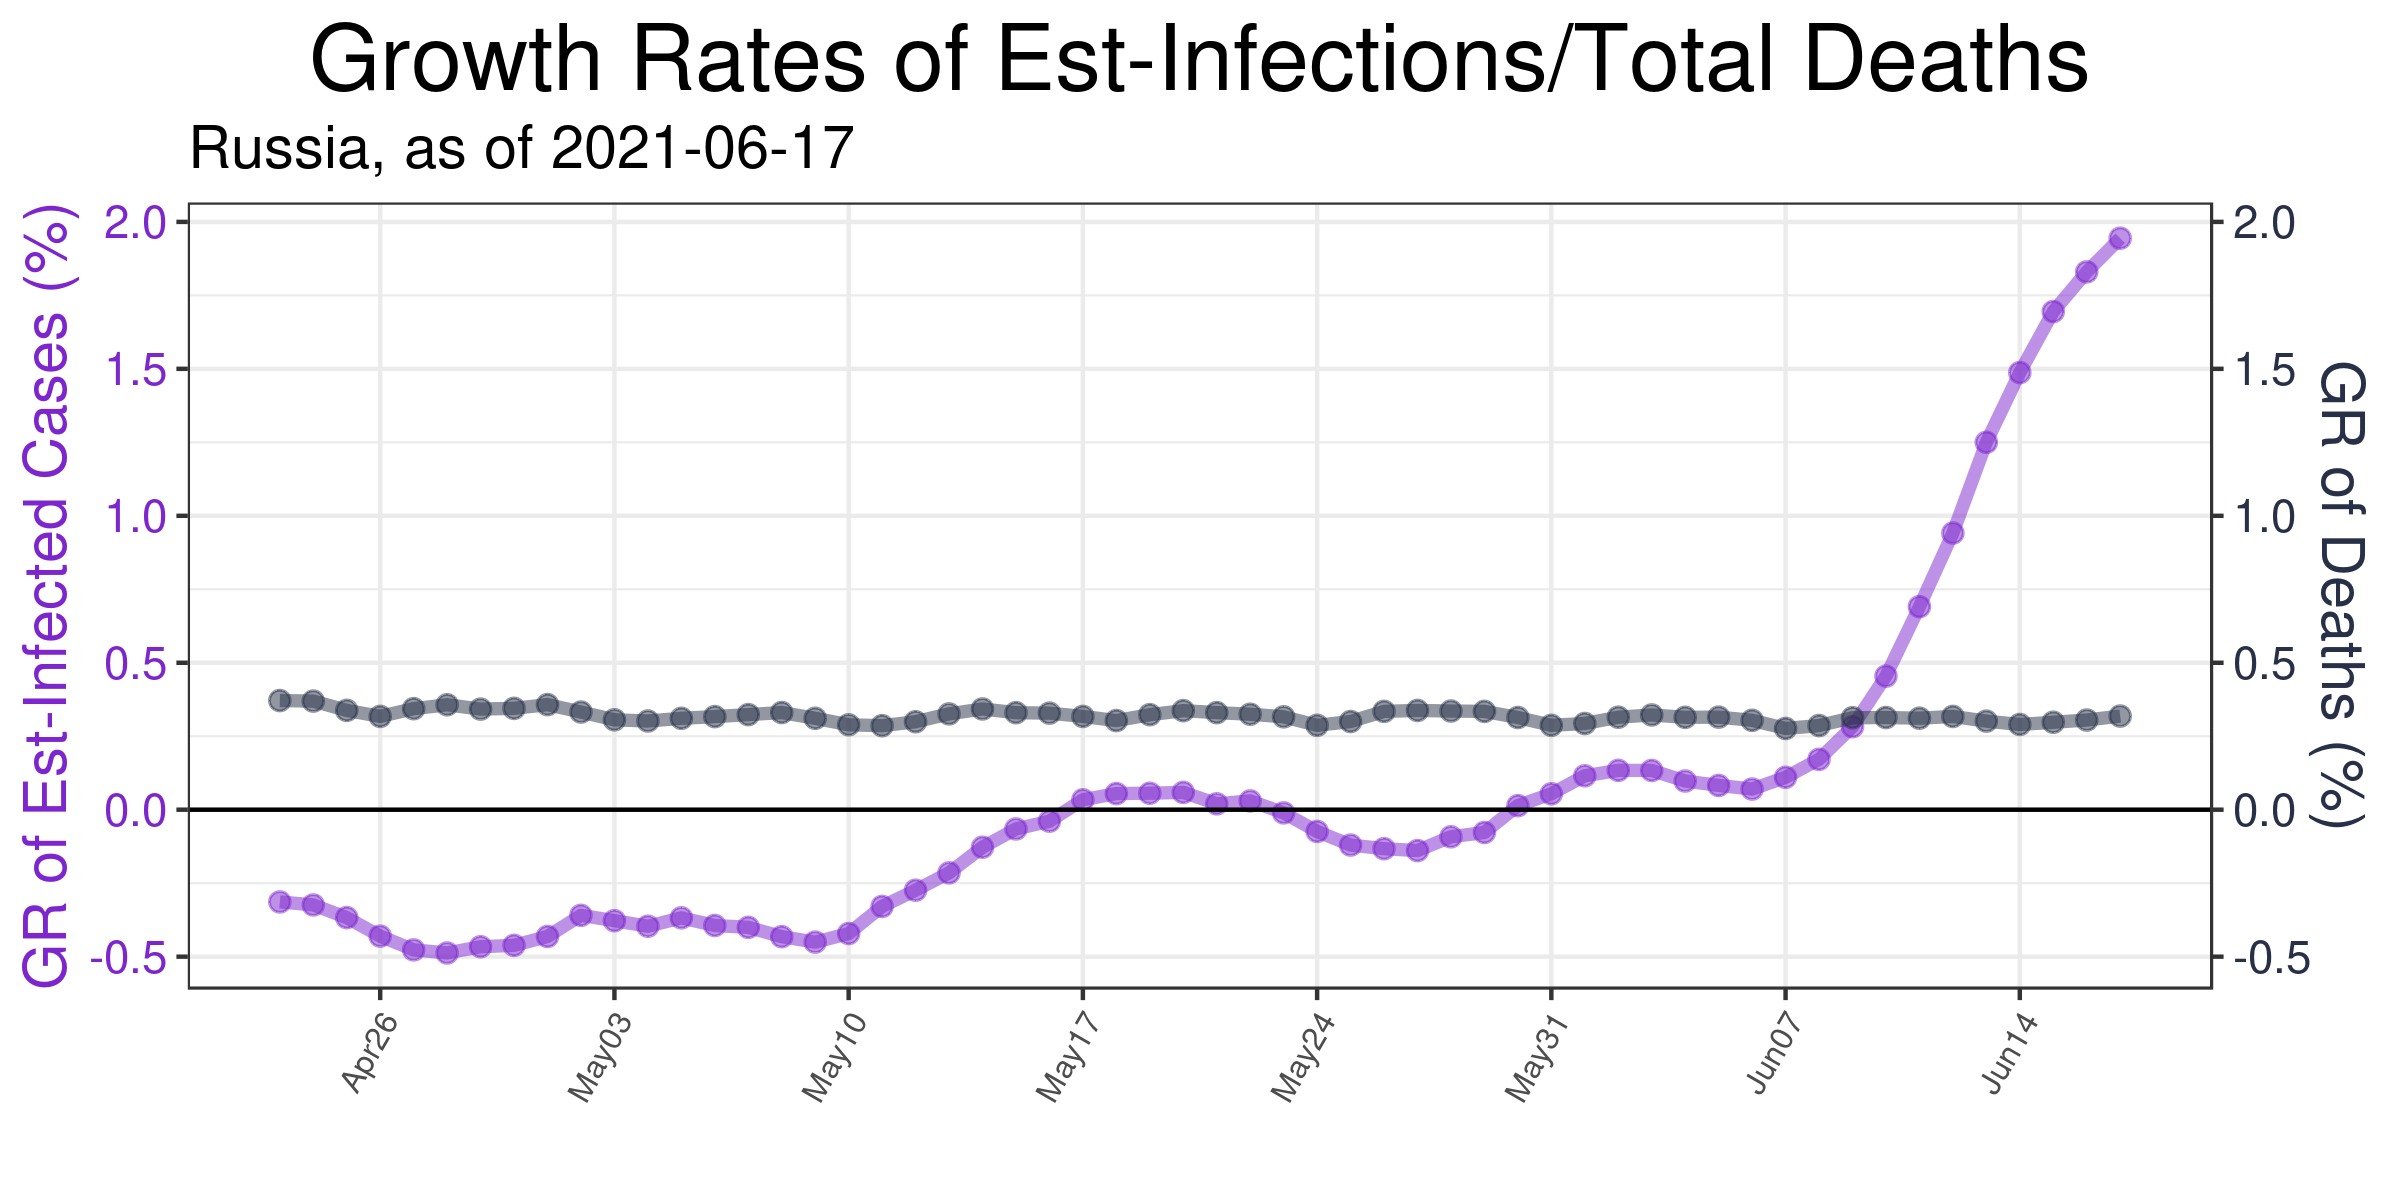 Growth Rates of Est-Infections/Total Deaths
Russia, as of 2021-06-17
GR of Est-Infected Cases (%)
2.0
1.5
1.0
0.5
0.0
-0.5
2.0
1.5
1.0
0.5
0.0
-0.5
GR of Deaths (%)
Apr26
May03
May10
May17
May24
May31
Jun07
Jun14